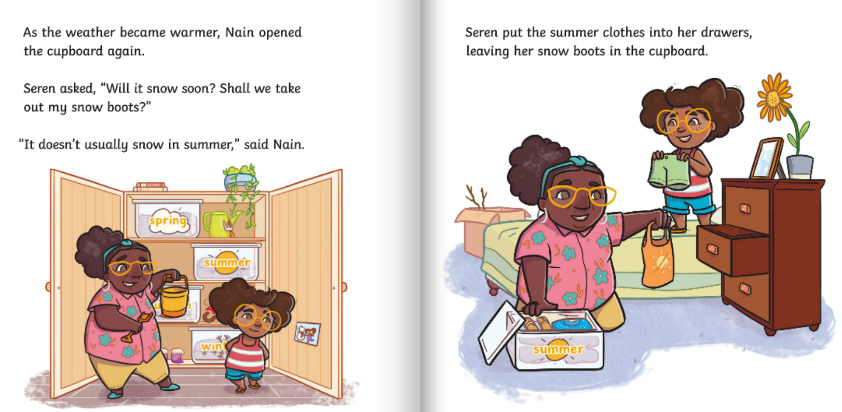 As the weather became warmer, Nain opened
the cupboard again.
Seren asked, “Will it snow soon? Shall we take
out my snow boots?”
“It doesn’t usually snow in summer,” said Nain.
spring
summer
win
Seren put the summer clothes into her drawers,
leaving her snow boots in the cupboard.
summer